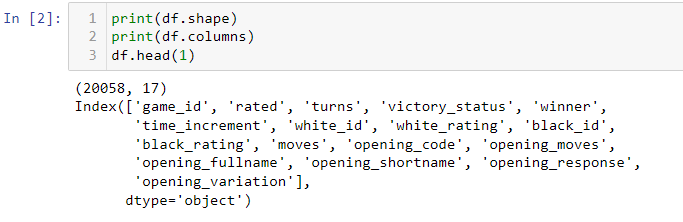 In [2]:
1 print(df.shape)
2 print(df.columns)
3 df.head(1)
(20058, 17)
Index(['game_id', 'rated', 'turns', 'victory_status', 'winner',
'time_increment', 'white_id', 'white_rating', 'black_id',
'black_rating', 'moves', 'opening_code', 'opening_moves',
'opening_fullname', 'opening_shortname', 'opening_response',
'opening_variation'],
dtype='object')